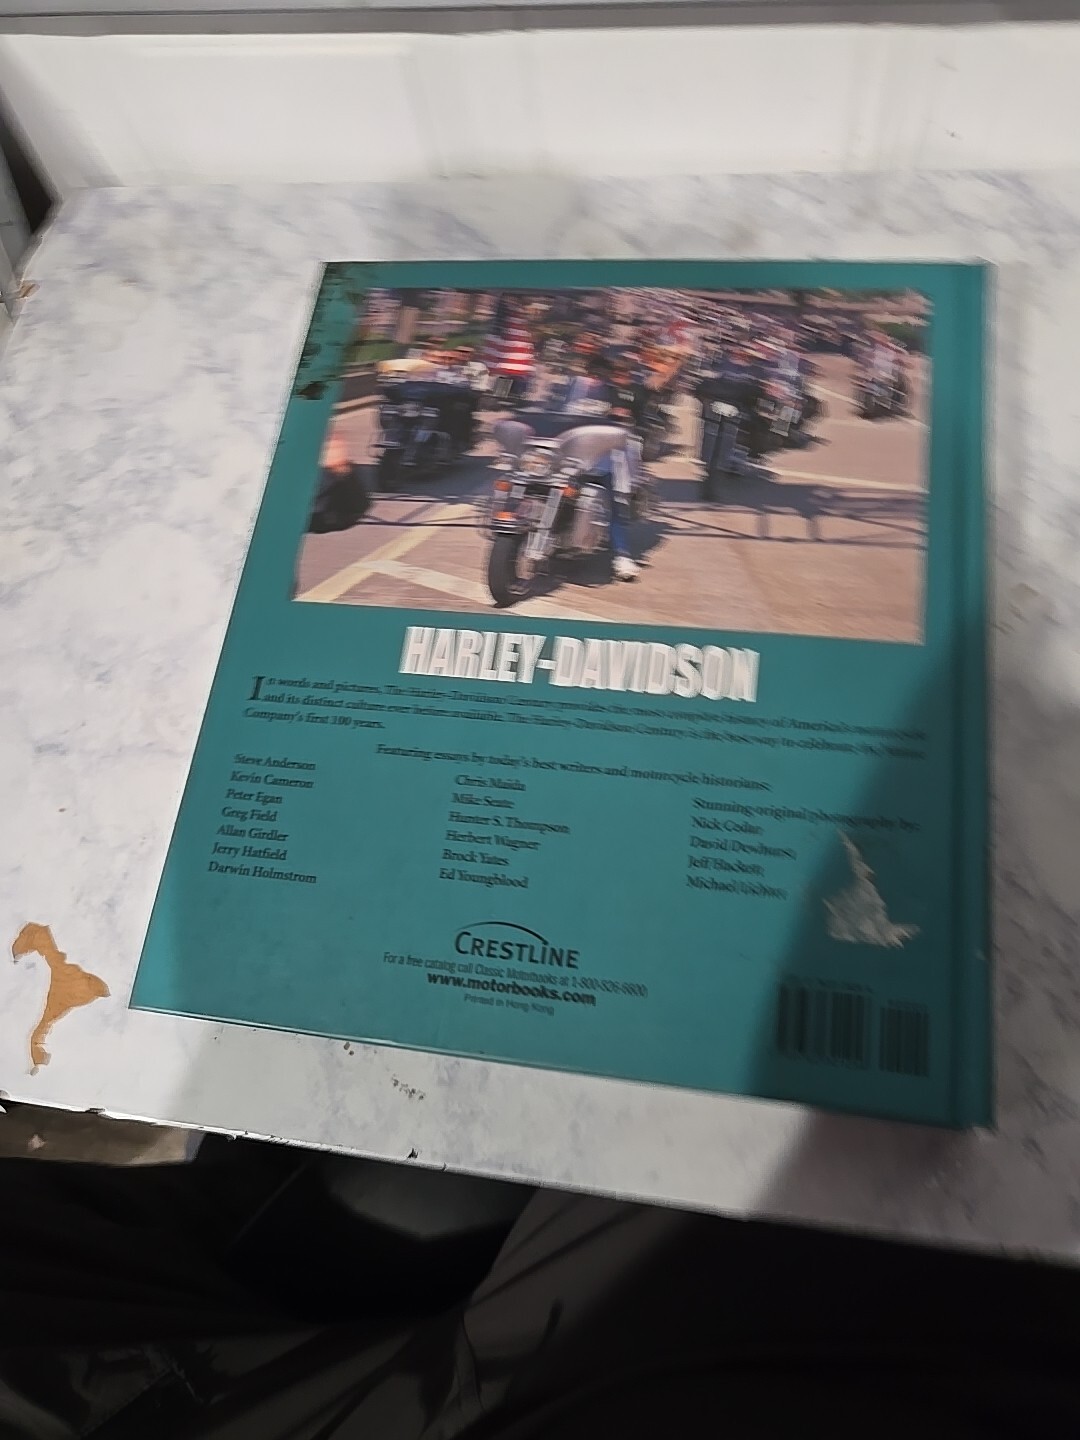 HARLEY-DAVIDSON
In words and pictures, The Harley-Davidson Century provides the most complete history of America's motorcycle
and its distinct culture ever before available. The Harley-Davidson Century is the best way to celebrate the
Company's first 100 years.
Featuring essays by today's best writers and motorcycle historians:
Steve Anderson
Kevin Cameron
Peter Egan
Greg Field
Allan Girdler
Jerry Hatfield
Darwin Holmstrom
Chris Maida
Mike Seate
Hunter S. Thompson
Herbert Wagner
Brock Yates
Ed Youngblood
Stunning original photography by:
Nick Cedar
David Dewhurst
Jeff Hackett
Michael Lichter
CRESTLINE
For a free catalog call Classic Motorbooks at 1-800-826-6600
www.motorbooks.com
Printed in Hong Kong